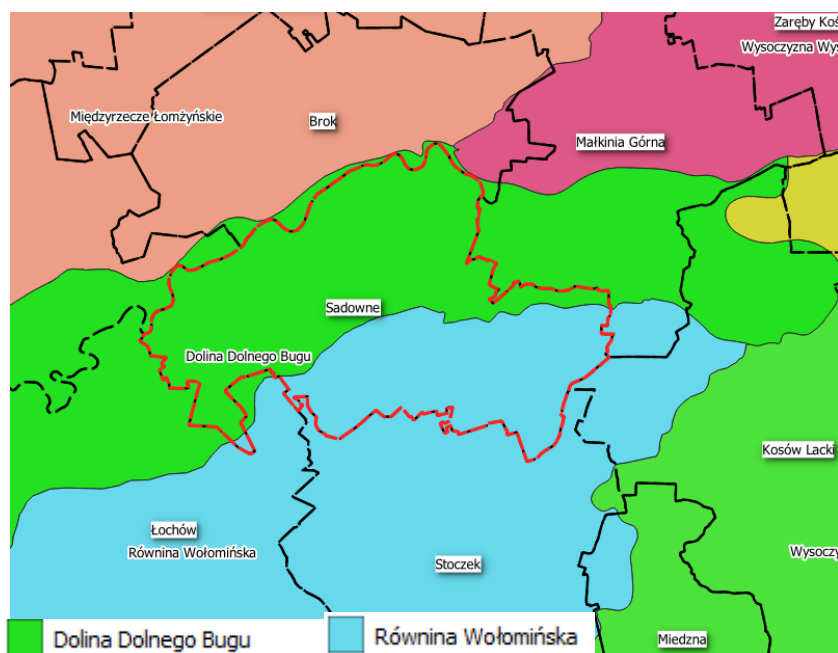 Zaręby Koś
Wysoczyzna Wys
Międzyrzecze Łomżyńskie
Brok
Małkinia Górna
Sadowne
Dolina Dolnego Bugu
Kosów Lacki
Łochów
Równina Wołomińska
Wysoczy
Stoczek
Miedzna
Dolina Dolnego Bugu
Równina Wołomińska